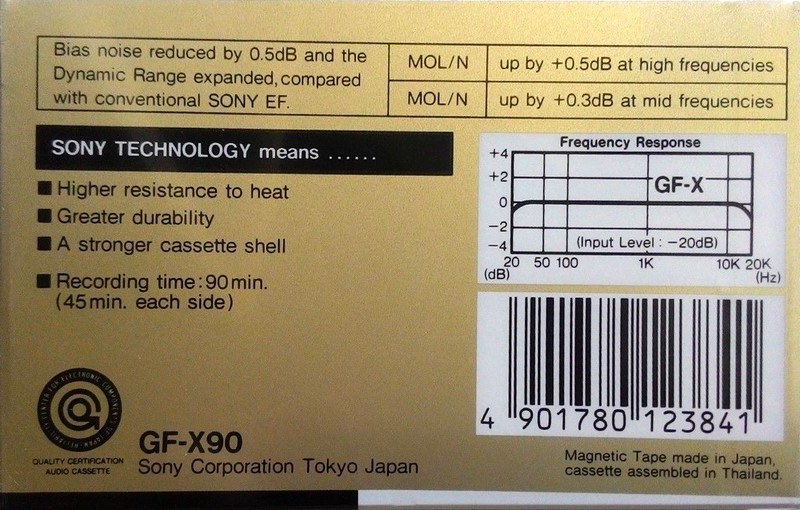 Bias noise reduced by 0.5dB and the
Dynamic Range expanded, compared
with conventional SONY EF.
MOL/N up by +0.5dB at high frequencies
MOL/N up by +0.3dB at mid frequencies
SONY TECHNOLOGY means ......
■ Higher resistance to heat
■ Greater durability
■ A stronger cassette shell
■ Recording time: 90 min.
(45 min. each side)
Frequency Response
+4
+2
0
−2
−4
GF-X
(Input Level : −20dB)
20 50 100 1K 10K 20K
(dB) (Hz)
4 901780 123841
QUALITY CERTIFICATION
AUDIO CASSETTE
GF-X90
Sony Corporation Tokyo Japan
Magnetic Tape made in Japan,
cassette assembled in Thailand.